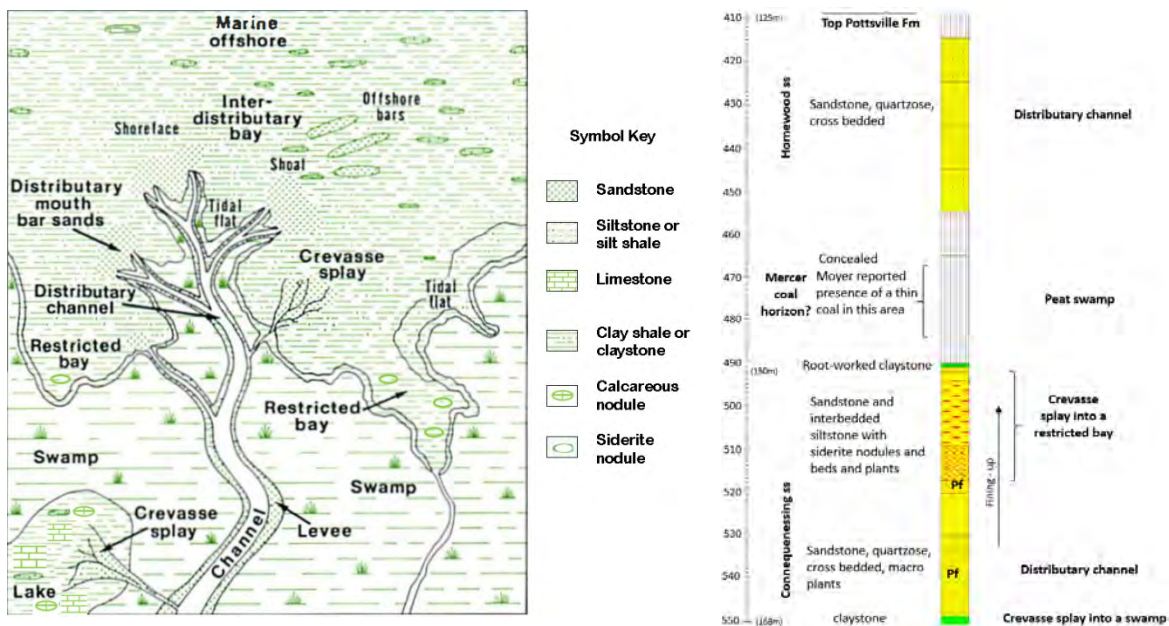 Marine
offshore
Inter-
distributary
bay
Offshore
bars
Shoreface
Shoal
Distributary
mouth
bar sands
Tidal
flat
Crevasse
splay
Tidal
flat
Distributary
channel
Restricted
bay
Restricted
bay
Swamp
Swamp
Crevasse
splay
Channel
Levee
Lake
Symbol Key
Sandstone
Siltstone or
silt shale
Limestone
Clay shale or
claystone
Calcareous
nodule
Siderite
nodule
410
(125m)
Top Pottsville Fm
420
430
440
450
460
470
480
490
(150m)
500
510
520
530
540
550
(168m)
Homewood ss
Sandstone, quartzose,
cross bedded
Distributary channel
Mercer
coal
horizon?
Concealed
Moyer reported
presence of a thin
coal in this area
Peat swamp
Root-worked claystone
Connequenessing ss
Sandstone and
interbedded
siltstone with
siderite nodules and
beds and plants
Pf
Fining - up
Crevasse
splay into a
restricted bay
Sandstone, quartzose,
cross bedded, macro
plants
Pf
Distributary channel
claystone
Crevasse splay into a swamp